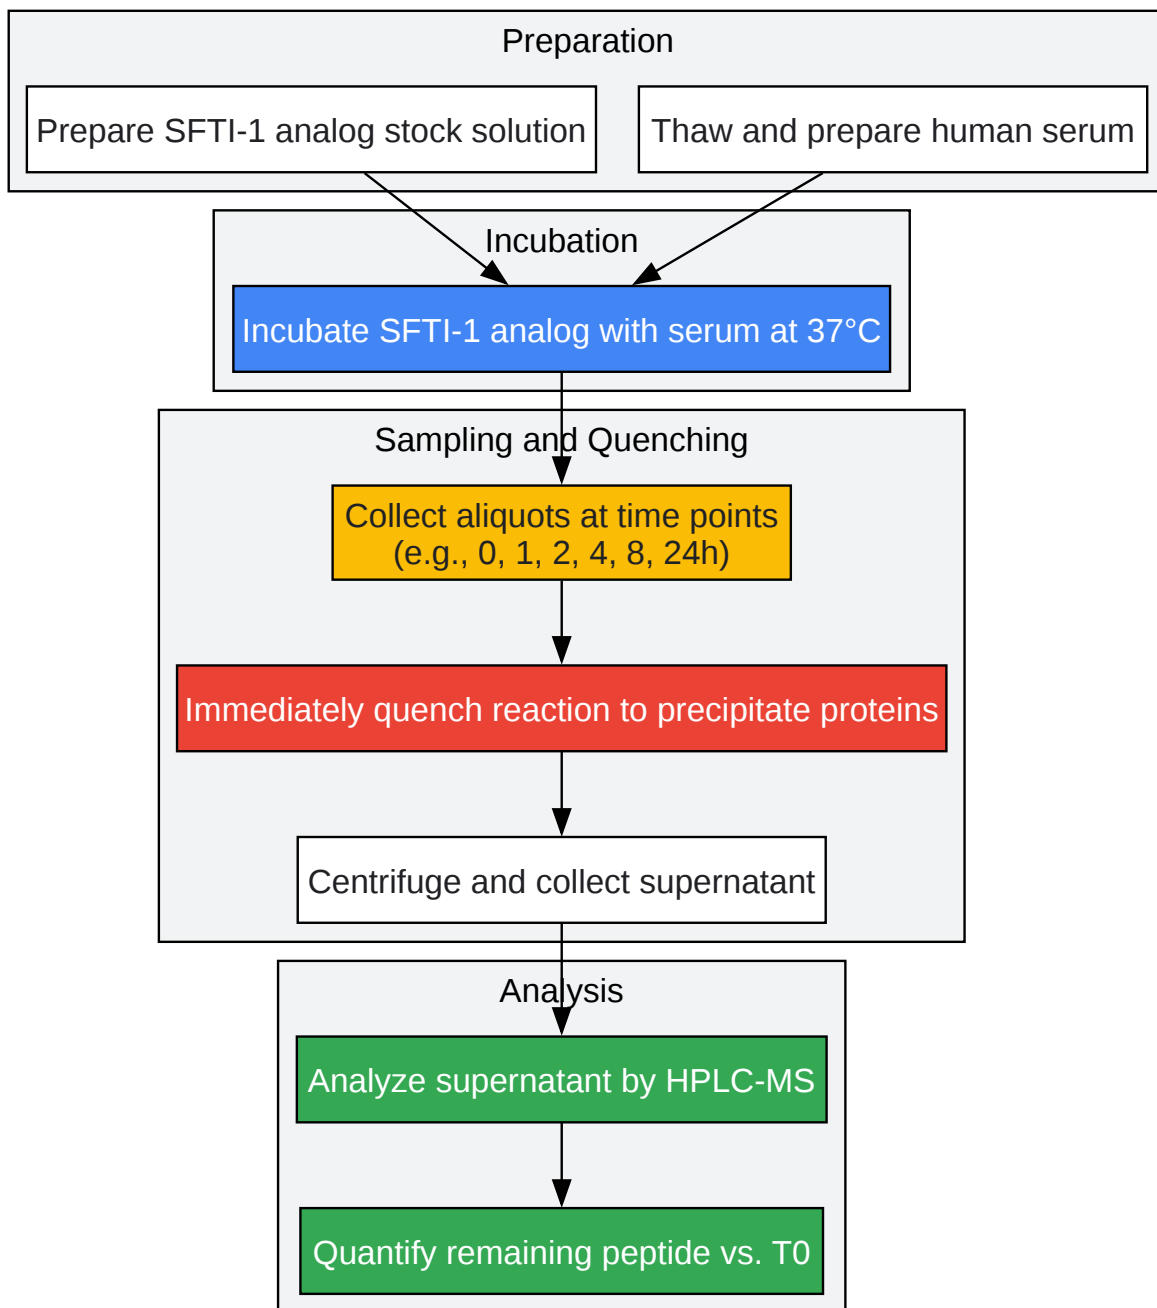 Preparation
Prepare SFTI-1 analog stock solution
Thaw and prepare human serum
Incubation
Incubate SFTI-1 analog with serum at 37°C
Sampling and Quenching
Collect aliquots at time points
(e.g., 0, 1, 2, 4, 8, 24h)
Immediately quench reaction to precipitate proteins
Centrifuge and collect supernatant
Analysis
Analyze supernatant by HPLC-MS
Quantify remaining peptide vs. T0